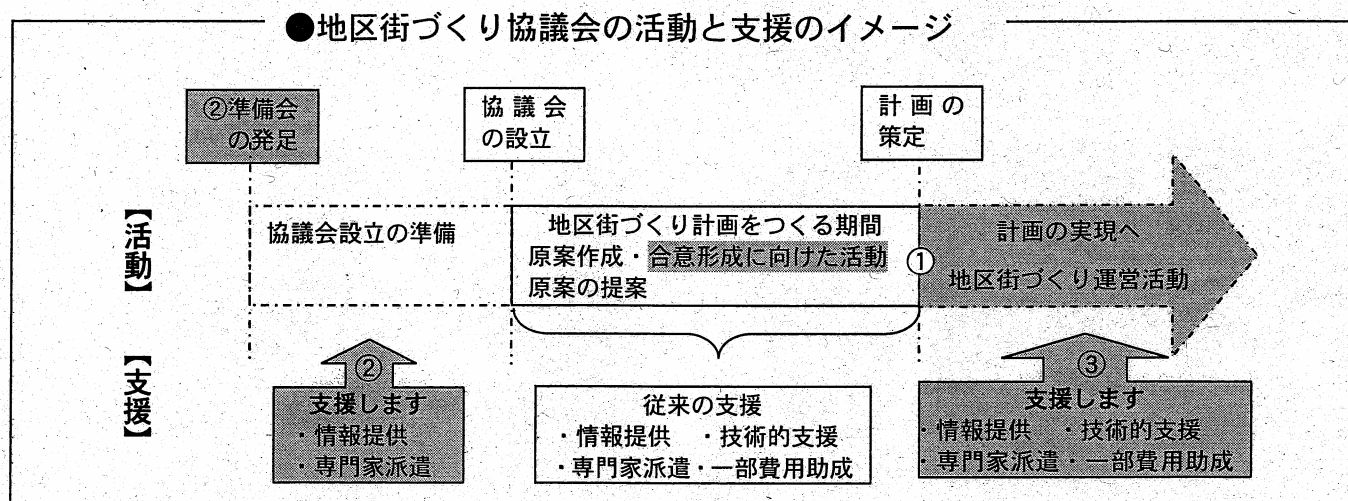 ●地区街づくり協議会の活動と支援のイメージ
②準備会
の発足
協議会
の設立
計画の
策定
【活動】
協議会設立の準備
地区街づくり計画をつくる期間
原案作成・合意形成に向けた活動
原案の提案
①
計画の実現へ
地区街づくり運営活動
【支援】
②
支援します
・情報提供
・専門家派遣
従来の支援
・情報提供 ・技術的支援
・専門家派遣・一部費用助成
③
支援します
・情報提供 ・技術的支援
・専門家派遣・一部費用助成